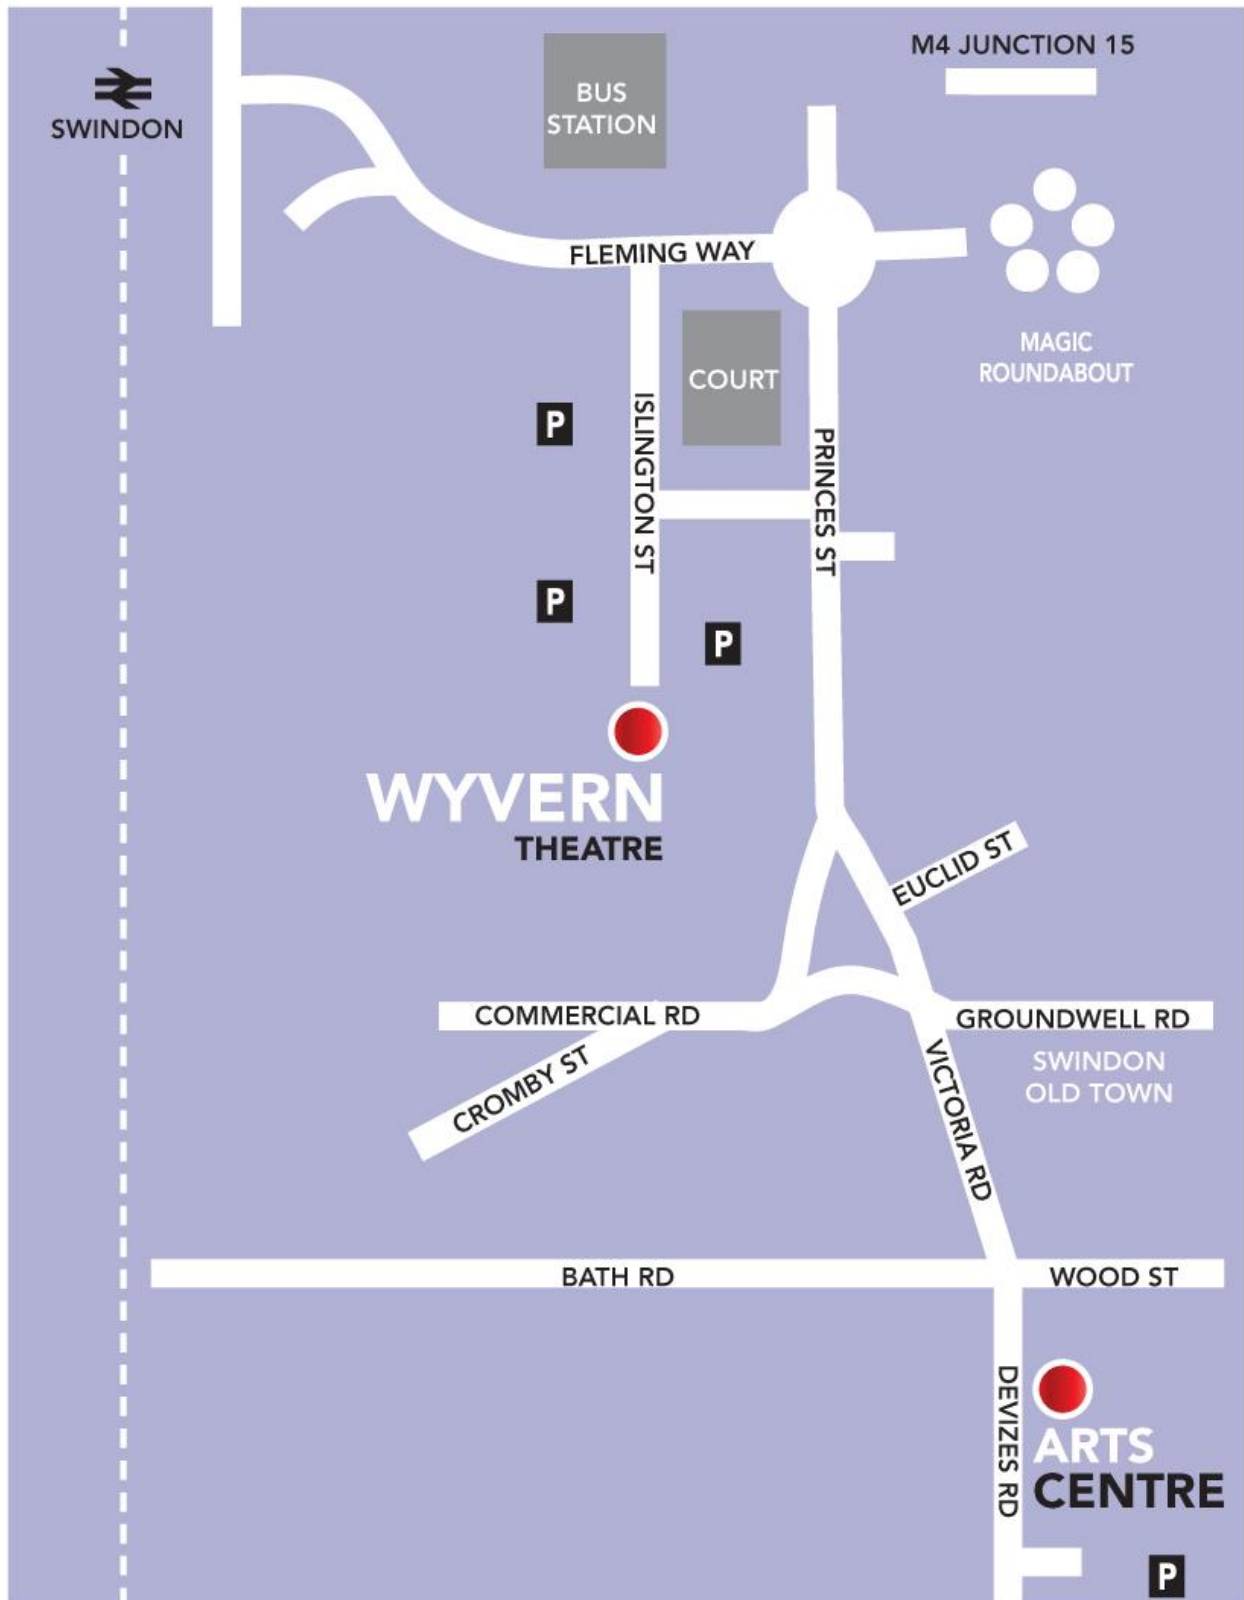 M4 JUNCTION 15
SWINDON
BUS
STATION
FLEMING WAY
MAGIC
ROUNDABOUT
COURT
P
ISLINGTON ST
PRINCES ST
P
P
WYVERN
THEATRE
EUCLID ST
COMMERCIAL RD
GROUNDWELL RD
CROMBY ST
SWINDON
OLD TOWN
VICTORIA RD
BATH RD
WOOD ST
DEVIZES RD
ARTS
CENTRE
P